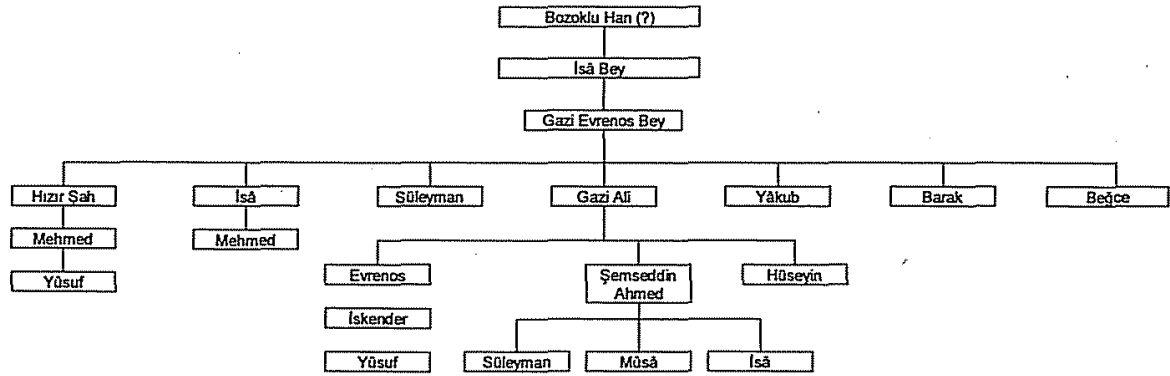 Bozoklu Han (?)
İsâ Bey
Gazi Evrenos Bey
Hızır Şah
İsâ
Süleyman
Gazi Ali
Yâkub
Barak
Beğce
Mehmed
Mehmed
Yûsuf
Evrenos
Şemseddin
Ahmed
Hüseyin
İskender
Yûsuf
Süleyman
Mûsâ
İsâ